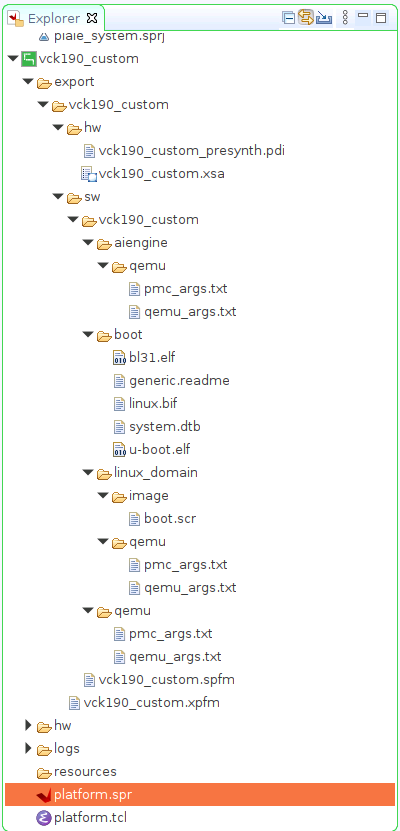 Explorer
plaie_system.sprj
vck190_custom
export
vck190_custom
hw
vck190_custom_presynth.pdi
vck190_custom.xsa
sw
vck190_custom
aiengine
qemu
pmc_args.txt
qemu_args.txt
boot
bl31.elf
generic.readme
linux.bif
system.dtb
u-boot.elf
linux_domain
image
boot.scr
qemu
pmc_args.txt
qemu_args.txt
qemu
pmc_args.txt
qemu_args.txt
vck190_custom.spfm
vck190_custom.xpfm
hw
logs
resources
platform.spr
platform.tcl